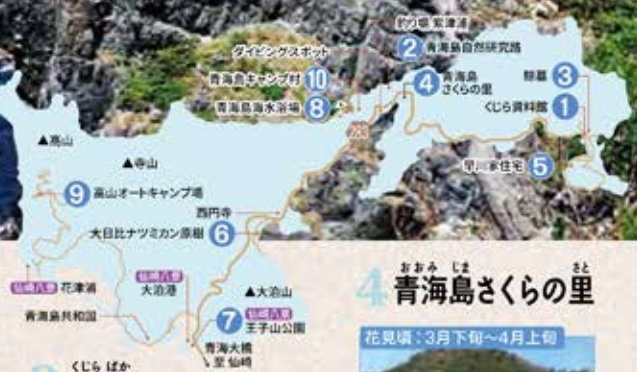 釣り場 紫津浦
ダイビングスポット
② 青海島自然研究路
青海島キャンプ村 ⑩
④ 青海島さくらの里
鯨墓 ③
青海島海水浴場 ⑧
くじら資料館 ①
▲高山
▲寺山
早川家住宅 ⑤
⑨ 高山オートキャンプ場
西円寺
大日比ナツミカン原樹 ⑥
仙崎八景 花津浦
仙崎八景
大泊港
▲大泊山
青海島共和国
⑦ 仙崎八景
王子山公園
青海大橋
至 仙崎
おおみ じま さと
4 青海島さくらの里
花見頃:3月下旬~4月上旬
くじら ばか